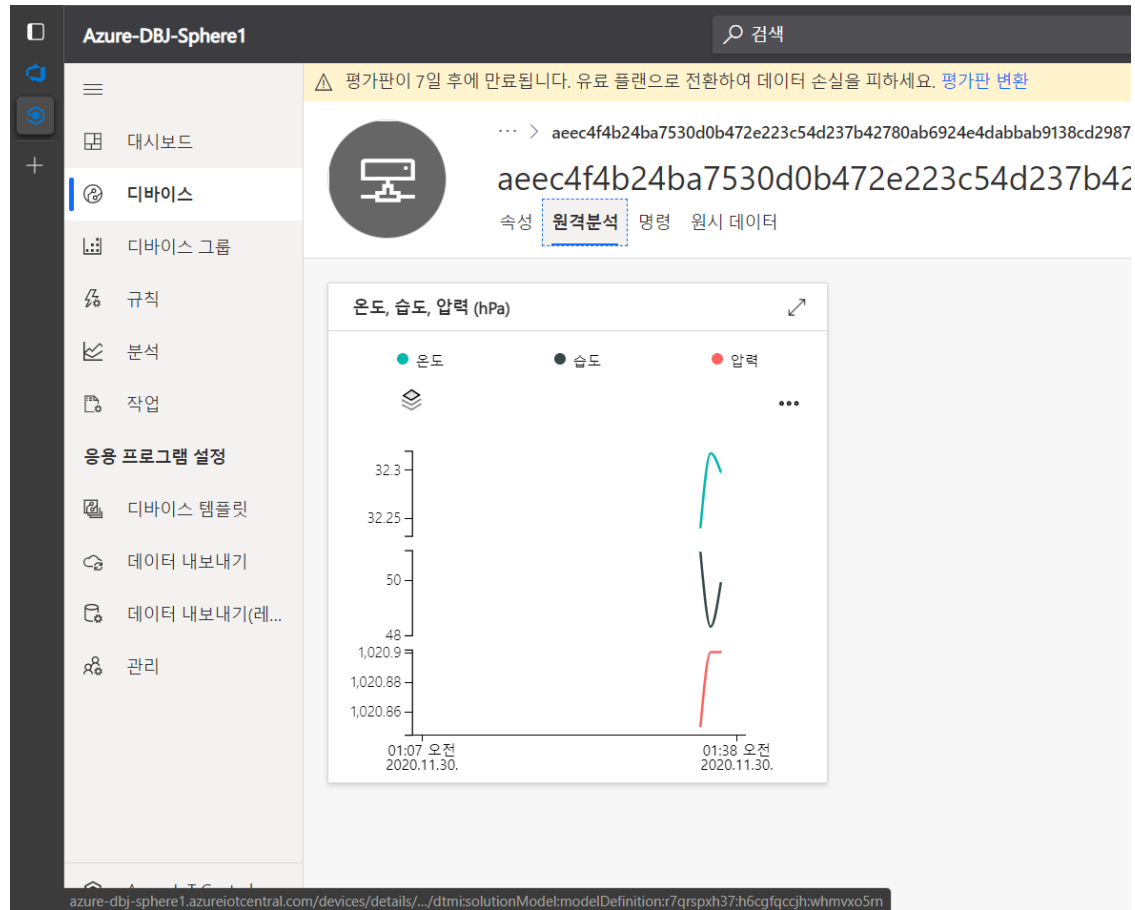 Azure-DBJ-Sphere1
검색
평가판이 7일 후에 만료됩니다. 유료 플랜으로 전환하여 데이터 손실을 피하세요. 평가판 변환
대시보드
디바이스
디바이스 그룹
규칙
분석
작업
응용 프로그램 설정
디바이스 템플릿
데이터 내보내기
데이터 내보내기(레...
관리
··· > aeec4f4b24ba7530d0b472e223c54d237b42780ab6924e4dabbab9138cd2987
aeec4f4b24ba7530d0b472e223c54d237b42
속성 원격분석 명령 원시 데이터
온도, 습도, 압력 (hPa)
온도 습도 압력
32.3
32.25
50
48
1,020.9
1,020.88
1,020.86
01:07 오전 01:38 오전
2020.11.30. 2020.11.30.
azure-dbj-sphere1.azureiotcentral.com/devices/details/.../dtmi:solutionModel:modelDefinition:r7qrspxh37:h6cgfqccjh:whmvxo5rn